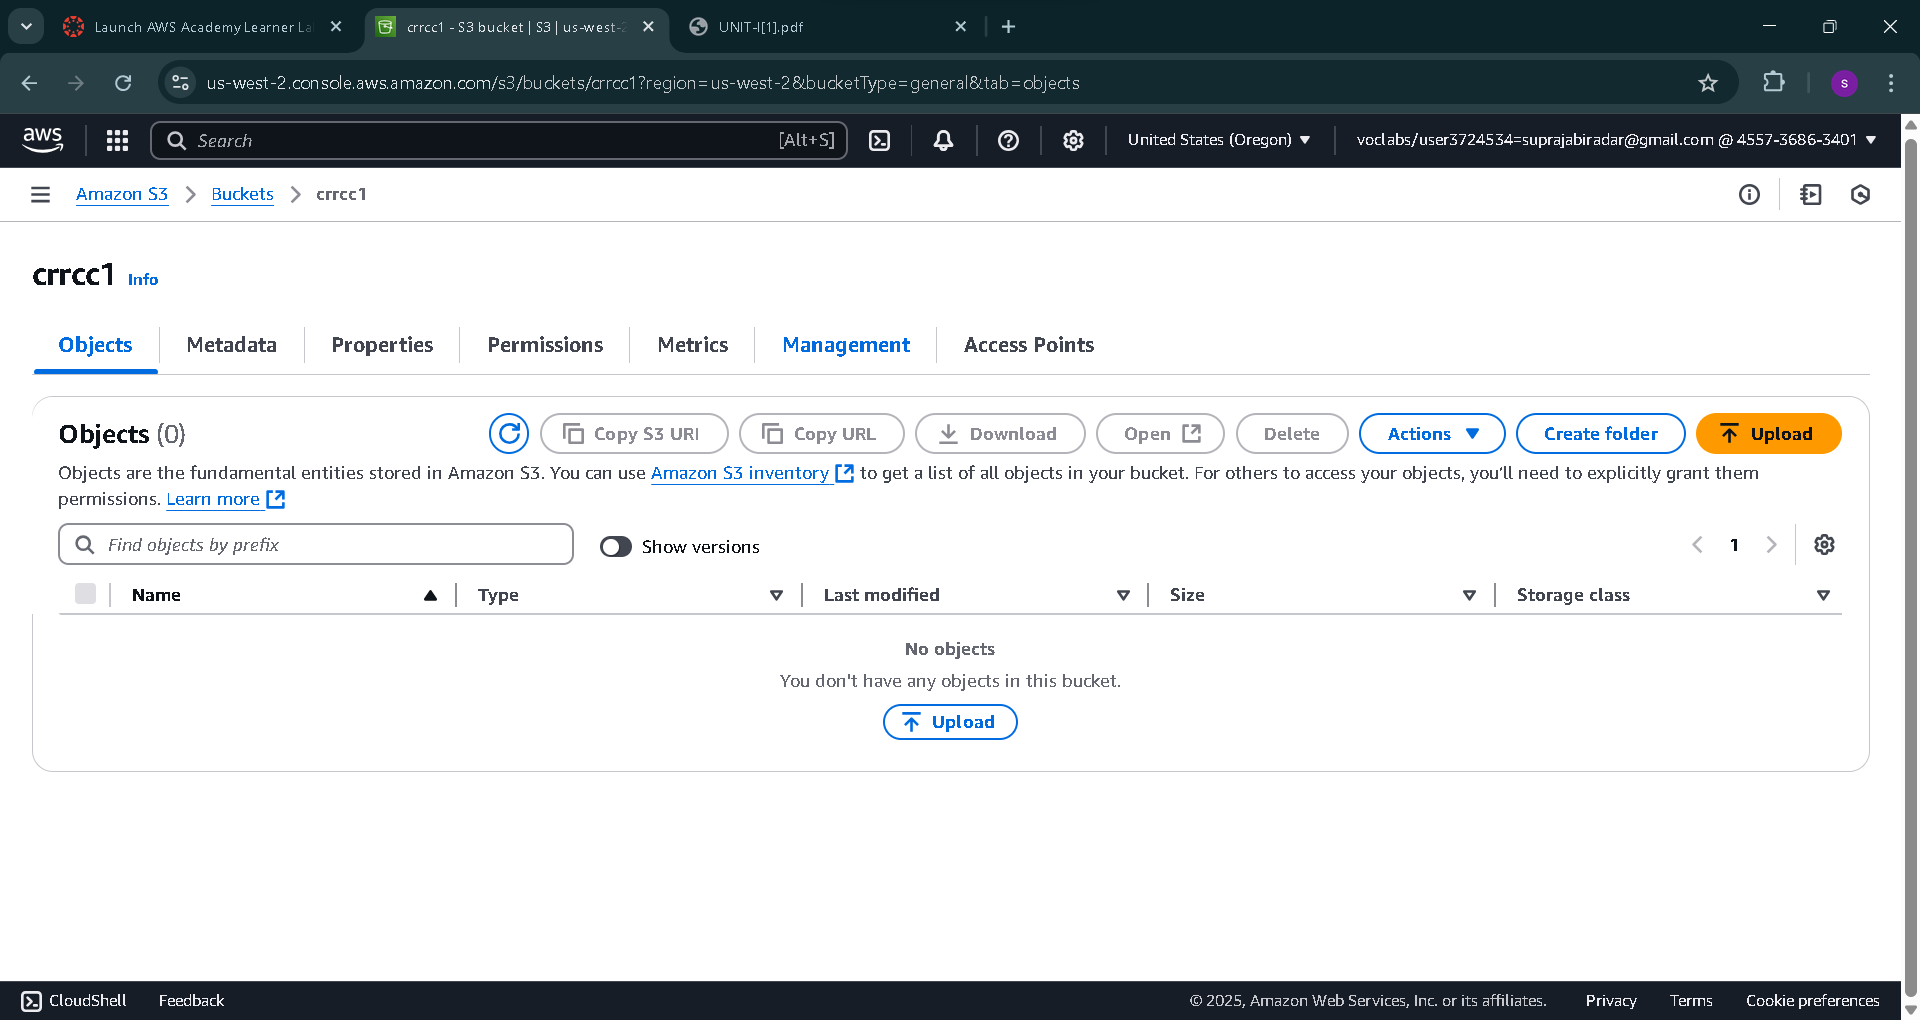 Launch AWS Academy Learner La
crrcc1 - S3 bucket | S3 | us-west-2
UNIT-I[1].pdf
us-west-2.console.aws.amazon.com/s3/buckets/crrcc1?region=us-west-2&bucketType=general&tab=objects
s
aws
Search
[Alt+S]
United States (Oregon)
voclabs/user3724534=suprajabiradar@gmail.com @ 4557-3686-3401
Amazon S3
Buckets
crrcc1
crrcc1 Info
Objects
Metadata
Properties
Permissions
Metrics
Management
Access Points
Objects (0)
Copy S3 URI
Copy URL
Download
Open
Delete
Actions
Create folder
Upload
Objects are the fundamental entities stored in Amazon S3. You can use Amazon S3 inventory to get a list of all objects in your bucket. For others to access your objects, you'll need to explicitly grant them
permissions. Learn more
Find objects by prefix
Show versions
1
Name
Type
Last modified
Size
Storage class
No objects
You don't have any objects in this bucket.
Upload
CloudShell
Feedback
© 2025, Amazon Web Services, Inc. or its affiliates.
Privacy
Terms
Cookie preferences